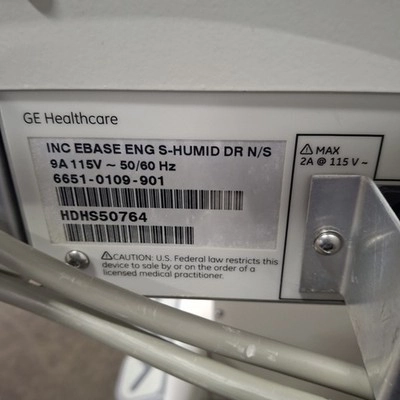 GE Healthcare
INC EBASE ENG S-HUMID DR N/S
9A 115V ~ 50/60 Hz
6651-0109-901
HDHS50764
⚠CAUTION: U.S. Federal law restricts this
device to sale by or on the order of a
licensed medical practitioner.
⚠ MAX
2A @ 115 V ~